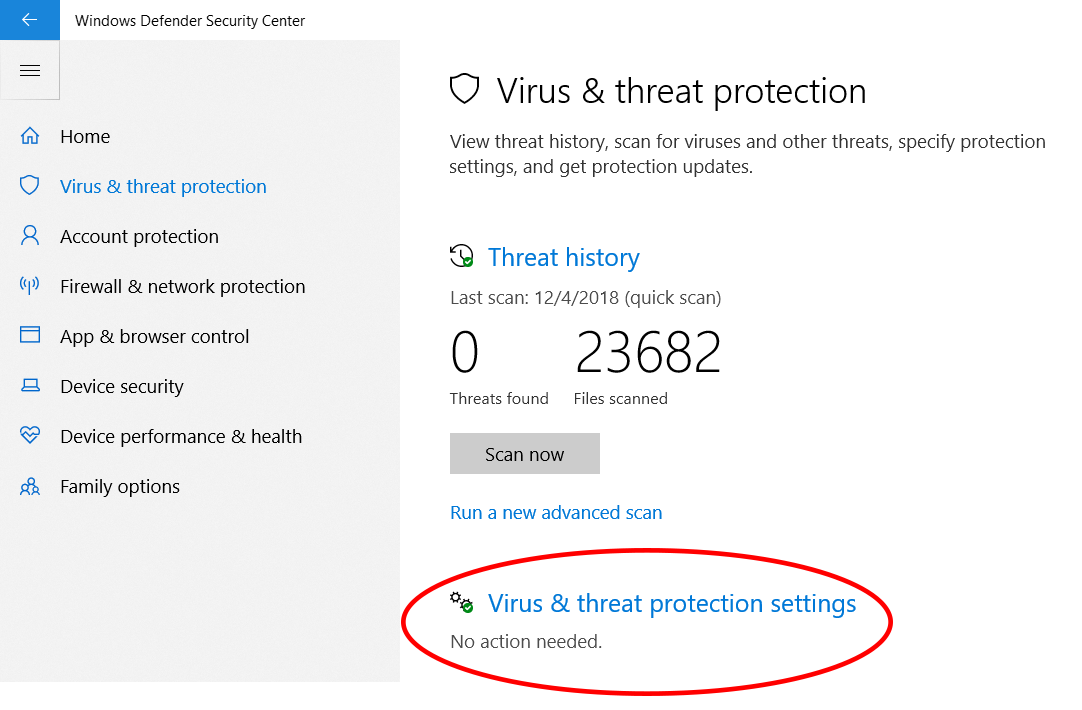 Windows Defender Security Center
Home
Virus & threat protection
Account protection
Firewall & network protection
App & browser control
Device security
Device performance & health
Family options
Virus & threat protection
View threat history, scan for viruses and other threats, specify protection
settings, and get protection updates.
Threat history
Last scan: 12/4/2018 (quick scan)
0 23682
Threats found Files scanned
Scan now
Run a new advanced scan
Virus & threat protection settings
No action needed.